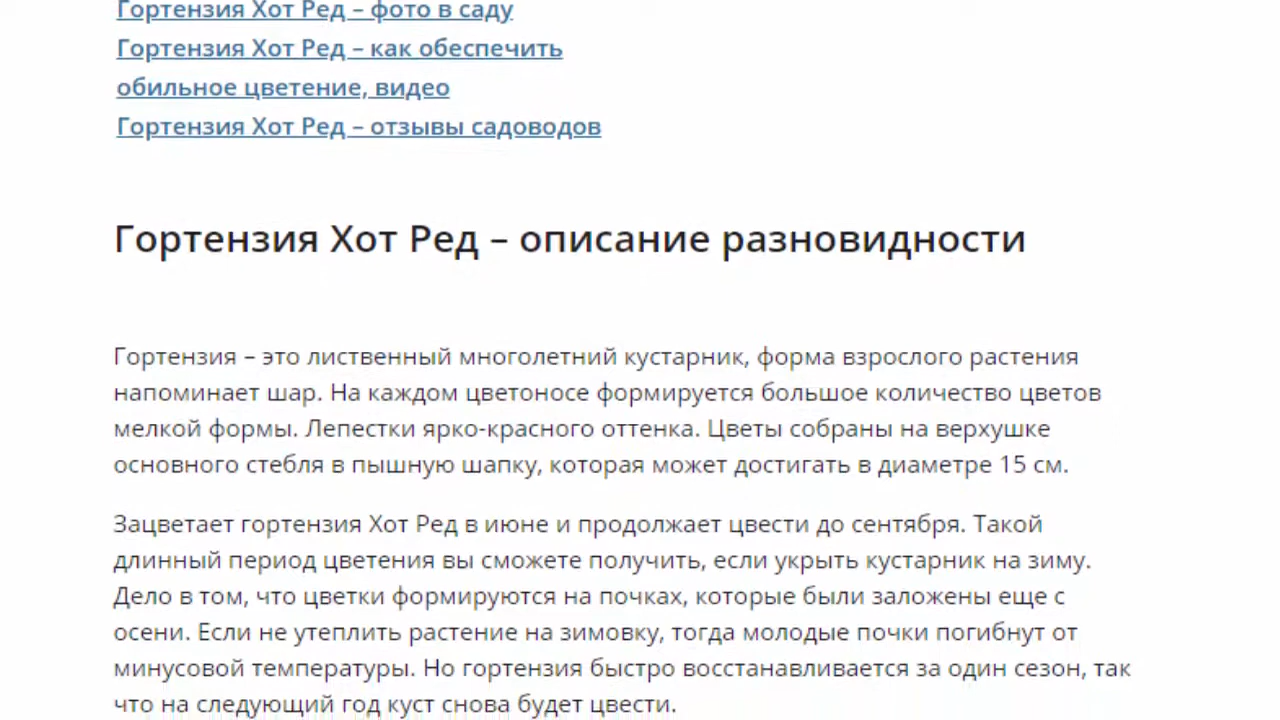 Гортензия Хот Ред – фото в саду
Гортензия Хот Ред – как обеспечить
обильное цветение, видео
Гортензия Хот Ред – отзывы садоводов
Гортензия Хот Ред – описание разновидности
Гортензия – это лиственный многолетний кустарник, форма взрослого растения
напоминает шар. На каждом цветоносе формируется большое количество цветов
мелкой формы. Лепестки ярко-красного оттенка. Цветы собраны на верхушке
основного стебля в пышную шапку, которая может достигать в диаметре 15 см.
Зацветает гортензия Хот Ред в июне и продолжает цвести до сентября. Такой
длинный период цветения вы сможете получить, если укрыть кустарник на зиму.
Дело в том, что цветки формируются на почках, которые были заложены еще с
осени. Если не утеплить растение на зимовку, тогда молодые почки погибнут от
минусовой температуры. Но гортензия быстро восстанавливается за один сезон, так
что на следующий год куст снова будет цвести.